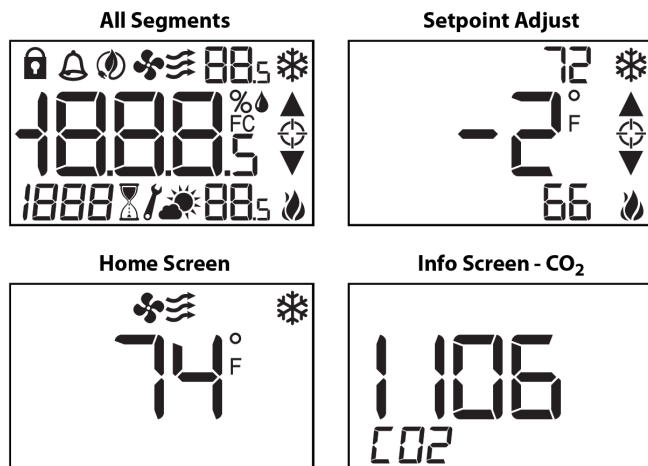 All Segments
88.5
%
FC
-188.8.5
1888 88.5
Setpoint Adjust
72
-2°F
66
Home Screen
74°F
Info Screen - CO₂
1106
CO2